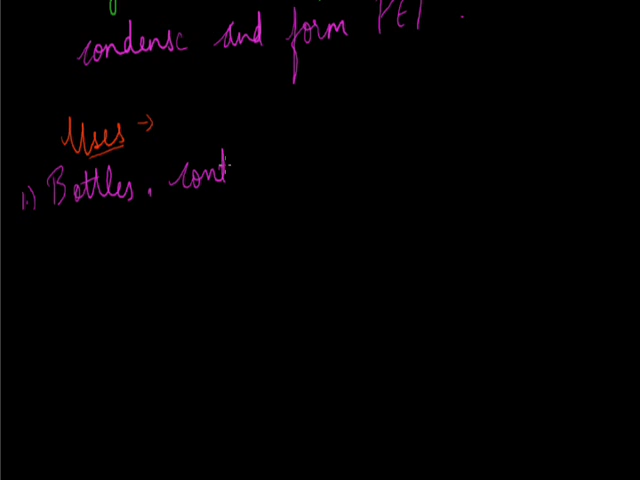 condense and form PET .
Uses →
1.) Bottles , cont